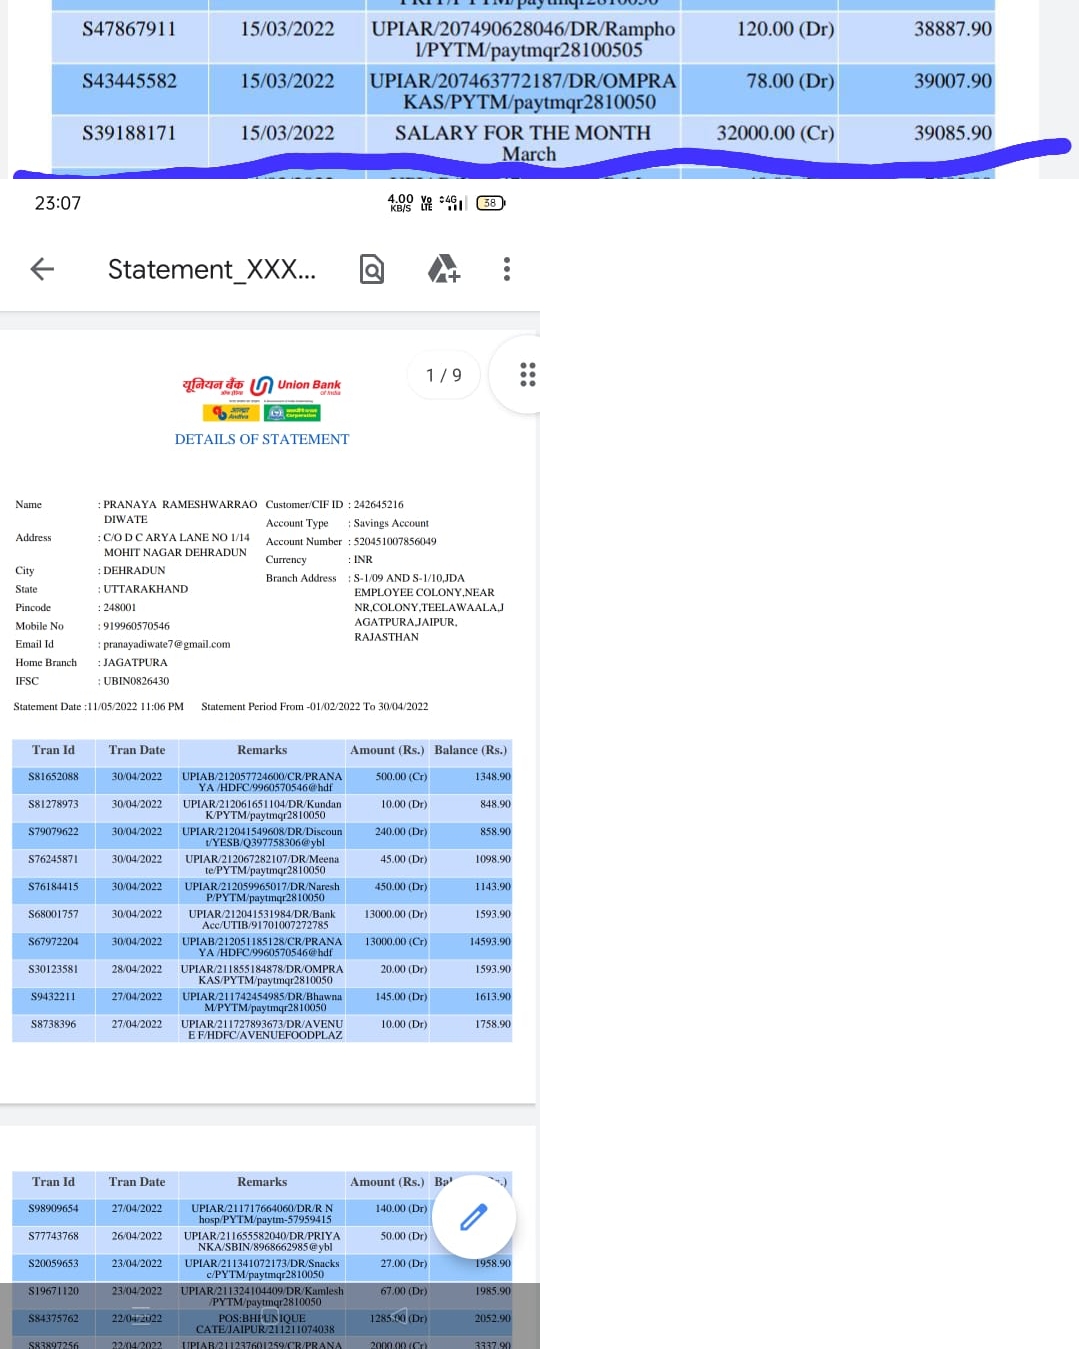 S47867911 15/03/2022 UPIAR/207490628046/DR/Rampho 120.00 (Dr) 38887.90
l/PYTM/paytmqr28100505
S43445582 15/03/2022 UPIAR/207463772187/DR/OMPRA 78.00 (Dr) 39007.90
KAS/PYTM/paytmqr2810050
S39188171 15/03/2022 SALARY FOR THE MONTH 32000.00 (Cr) 39085.90
March
23:07 4.00 KB/S Vo LTE 4G 38
Statement_XXX...
1 / 9
यूनियन बैंक Union Bank
of India
Andhra Corporation
DETAILS OF STATEMENT
Name : PRANAYA RAMESHWARRAO Customer/CIF ID : 242645216
DIWATE Account Type : Savings Account
Address : C/O D C ARYA LANE NO 1/14 Account Number : 520451007856049
MOHIT NAGAR DEHRADUN Currency : INR
City : DEHRADUN Branch Address : S-1/09 AND S-1/10,JDA
State : UTTARAKHAND EMPLOYEE COLONY,NEAR
Pincode : 248001 NR,COLONY,TEELAWAALA,J
Mobile No : 919960570546 AGATPURA,JAIPUR,
Email Id : pranayadiwate7@gmail.com RAJASTHAN
Home Branch : JAGATPURA
IFSC : UBIN0826430
Statement Date :11/05/2022 11:06 PM Statement Period From -01/02/2022 To 30/04/2022
Tran Id Tran Date Remarks Amount (Rs.) Balance (Rs.)
S81652088 30/04/2022 UPIAB/212057724600/CR/PRANA 500.00 (Cr) 1348.90
YA /HDFC/9960570546@hdf
S81278973 30/04/2022 UPIAR/212061651104/DR/Kundan 10.00 (Dr) 848.90
K/PYTM/paytmqr2810050
S79079622 30/04/2022 UPIAR/212041549608/DR/Discoun 240.00 (Dr) 858.90
t/YESB/Q397758306@ybl
S76245871 30/04/2022 UPIAR/212067282107/DR/Meena 45.00 (Dr) 1098.90
te/PYTM/paytmqr2810050
S76184415 30/04/2022 UPIAR/212059965017/DR/Naresh 450.00 (Dr) 1143.90
P/PYTM/paytmqr2810050
S68001757 30/04/2022 UPIAR/212041531984/DR/Bank 13000.00 (Dr) 1593.90
Acc/UTIB/91701007272785
S67972204 30/04/2022 UPIAB/212051185128/CR/PRANA 13000.00 (Cr) 14593.90
YA /HDFC/9960570546@hdf
S30123581 28/04/2022 UPIAR/211855184878/DR/OMPRA 20.00 (Dr) 1593.90
KAS/PYTM/paytmqr2810050
S9432211 27/04/2022 UPIAR/211742454985/DR/Bhawna 145.00 (Dr) 1613.90
M/PYTM/paytmqr2810050
S8738396 27/04/2022 UPIAR/211727893673/DR/AVENU 10.00 (Dr) 1758.90
E F/HDFC/AVENUEFOODPLAZ
Tran Id Tran Date Remarks Amount (Rs.)
S98909654 27/04/2022 UPIAR/211717664060/DR/R N 140.00 (Dr)
hosp/PYTM/paytm-57959415
S77743768 26/04/2022 UPIAR/211655582040/DR/PRIYA 50.00 (Dr)
NKA/SBIN/8968662985@ybl
S20059653 23/04/2022 UPIAR/211341072173/DR/Snacks 27.00 (Dr) 1958.90
c/PYTM/paytmqr2810050
S19671120 23/04/2022 UPIAR/211324104409/DR/Kamlesh 67.00 (Dr) 1985.90
/PYTM/paytmqr2810050
S84375762 22/04/2022 POS:BHPUNIQUE 1285.00 (Dr) 2052.90
CATE/JAIPUR/211211074038
S83897256 22/04/2022 UPIAB/211237601259/CR/PRANA 2000.00 (Cr) 3337.90